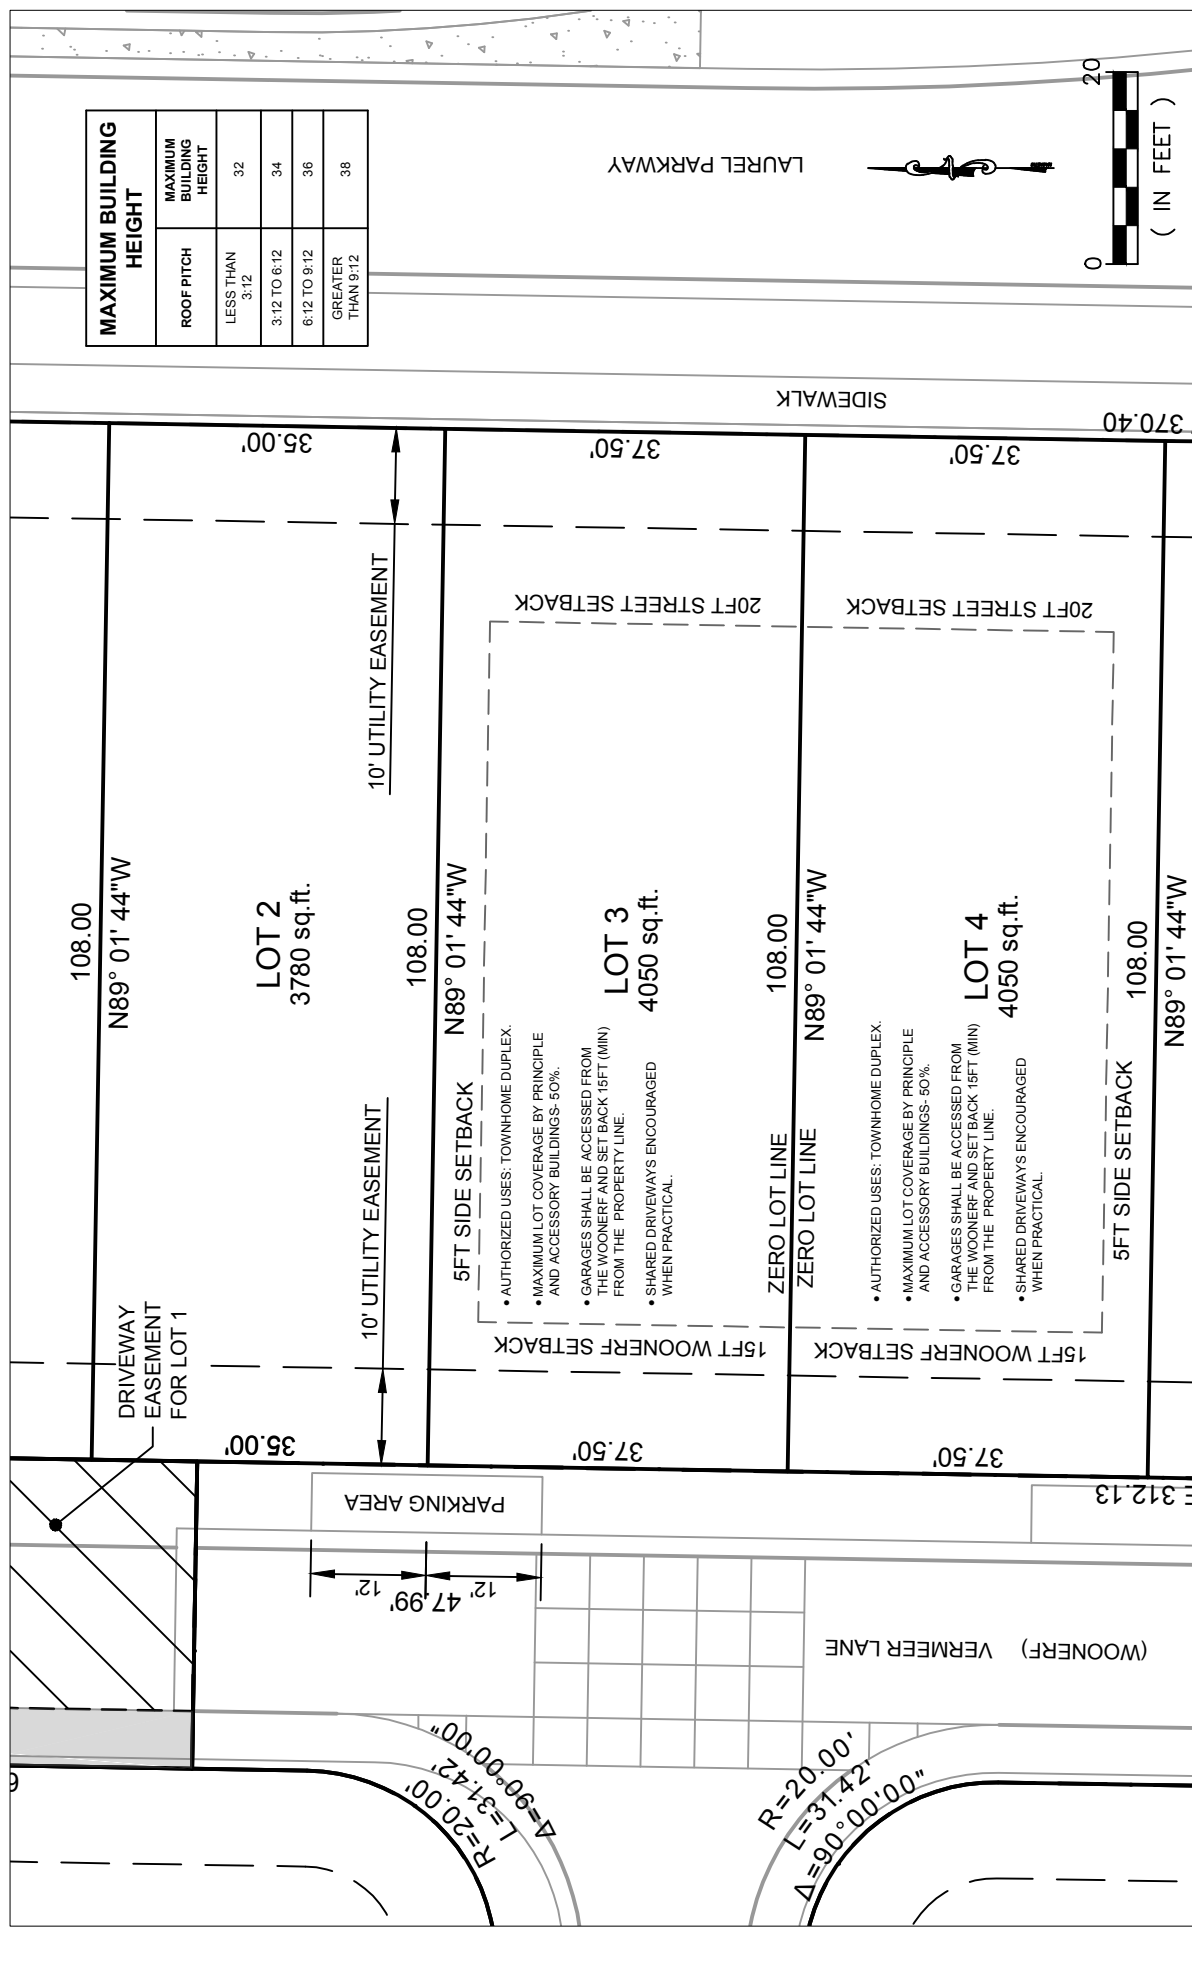 MAXIMUM BUILDING
HEIGHT
ROOF PITCH
MAXIMUM
BUILDING
HEIGHT
LESS THAN
3:12
32
3:12 TO 6:12
34
6:12 TO 9:12
36
GREATER
THAN 9:12
38
LAUREL PARKWAY
0
20
( IN FEET )
SIDEWALK
370.40
35.00'
37.50'
37.50'
10' UTILITY EASEMENT
20FT STREET SETBACK
20FT STREET SETBACK
108.00
N89° 01' 44"W
LOT 2
3780 sq.ft.
108.00
N89° 01' 44"W
5FT SIDE SETBACK
LOT 3
4050 sq.ft.
• AUTHORIZED USES: TOWNHOME DUPLEX.
• MAXIMUM LOT COVERAGE BY PRINCIPLE
AND ACCESSORY BUILDINGS- 50%.
• GARAGES SHALL BE ACCESSED FROM
THE WOONERF AND SET BACK 15FT (MIN)
FROM THE PROPERTY LINE.
• SHARED DRIVEWAYS ENCOURAGED
WHEN PRACTICAL.
108.00
N89° 01' 44"W
ZERO LOT LINE
ZERO LOT LINE
LOT 4
4050 sq.ft.
• AUTHORIZED USES: TOWNHOME DUPLEX.
• MAXIMUM LOT COVERAGE BY PRINCIPLE
AND ACCESSORY BUILDINGS- 50%.
• GARAGES SHALL BE ACCESSED FROM
THE WOONERF AND SET BACK 15FT (MIN)
FROM THE PROPERTY LINE.
• SHARED DRIVEWAYS ENCOURAGED
WHEN PRACTICAL.
108.00
N89° 01' 44"W
5FT SIDE SETBACK
10' UTILITY EASEMENT
DRIVEWAY
EASEMENT
FOR LOT 1
15FT WOONERF SETBACK
15FT WOONERF SETBACK
35.00'
37.50'
37.50'
E 312.13
PARKING AREA
12'
12'
47.99'
VERMEER LANE
(WOONERF)
R=20.00'
L=31.42'
Δ=90°00'00"
R=20.00'
L=31.42'
Δ=90°00'00"